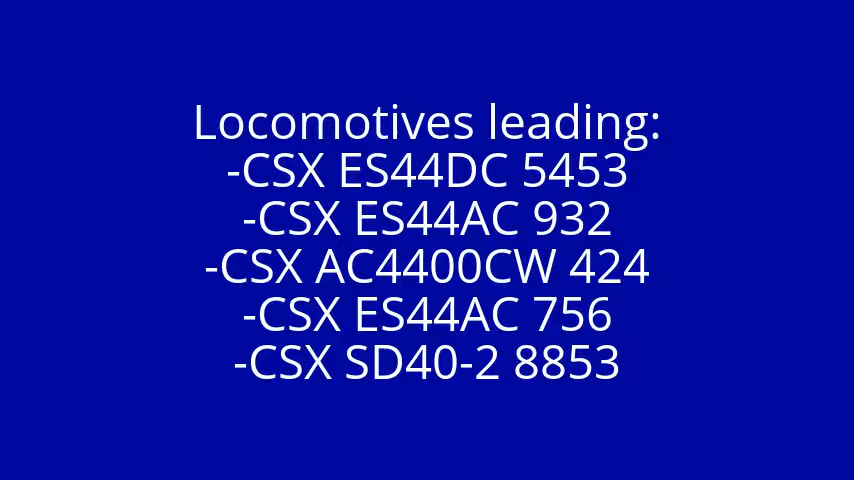 Locomotives leading:
-CSX ES44DC 5453
-CSX ES44AC 932
-CSX AC4400CW 424
-CSX ES44AC 756
-CSX SD40-2 8853